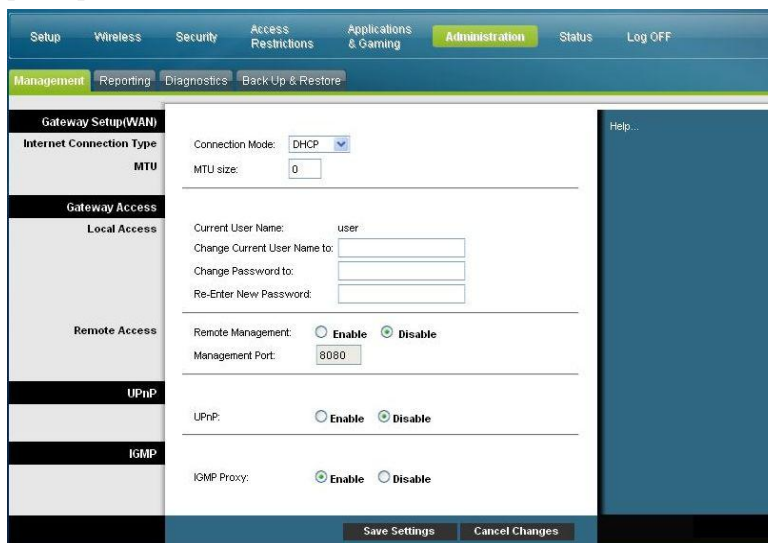 Setup Wireless Security Access Restrictions Applications & Gaming Administration Status Log OFF
Management Reporting Diagnostics Back Up & Restore
Gateway Setup(WAN)
Help...
Internet Connection Type Connection Mode: DHCP
MTU MTU size: 0
Gateway Access
Local Access Current User Name: user
Change Current User Name to:
Change Password to:
Re-Enter New Password:
Remote Access Remote Management: Enable Disable
Management Port: 8080
UPnP
UPnP: Enable Disable
IGMP
IGMP Proxy: Enable Disable
Save Settings Cancel Changes